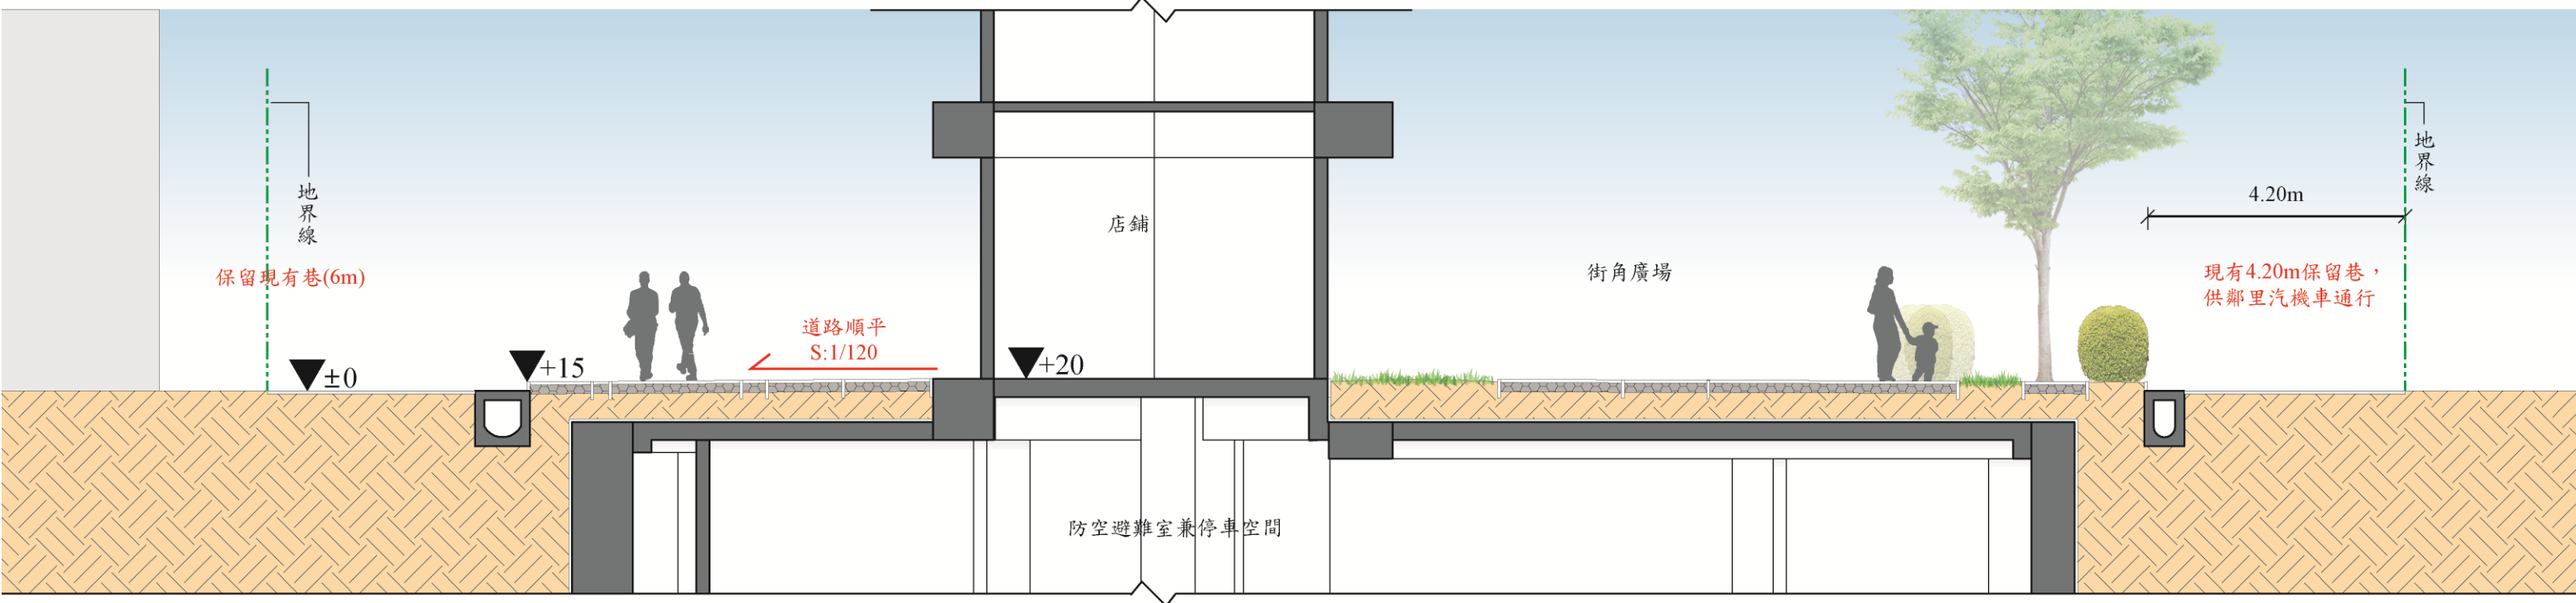 地界線
保留現有巷(6m)
±0
+15
道路順平
S:1/120
店鋪
+20
街角廣場
4.20m
地界線
現有4.20m保留巷，
供鄰里汽機車通行
防空避難室兼停車空間